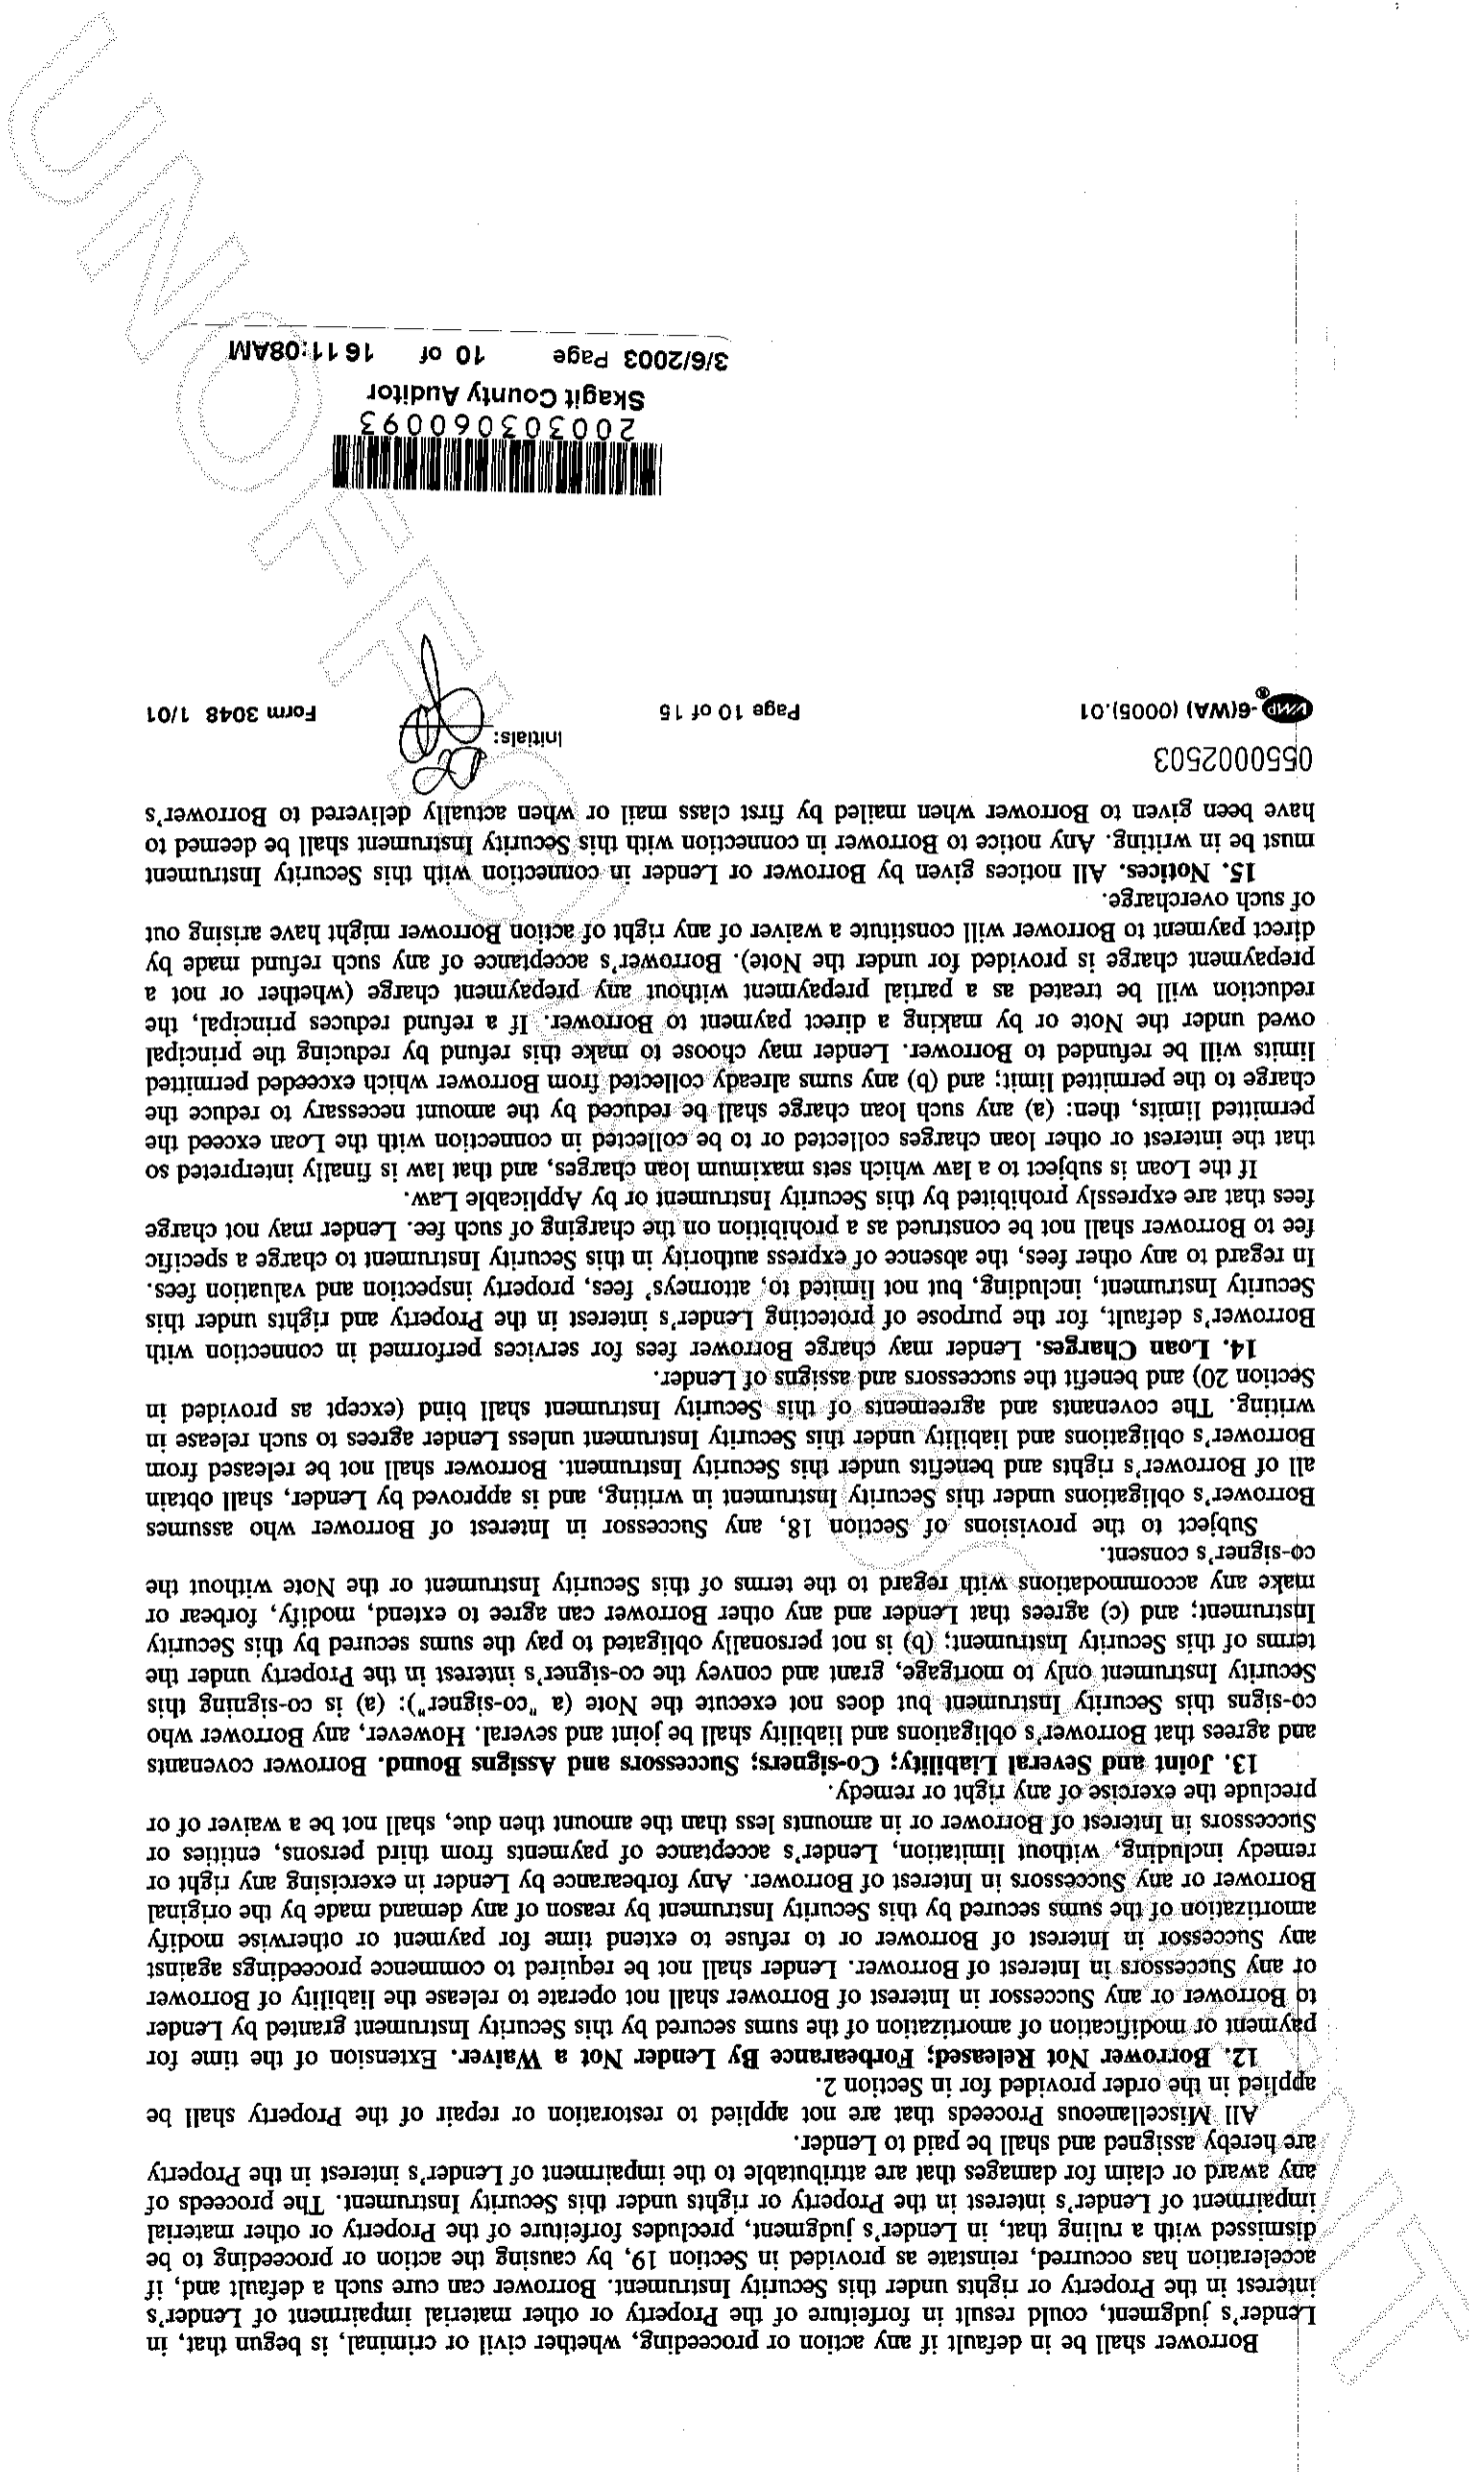 Borrower shall be in default if any action or proceeding, whether civil or criminal, is begun that, in
Lender's judgment, could result in forfeiture of the Property or other material impairment of Lender's
interest in the Property or rights under this Security Instrument. Borrower can cure such a default and, if
acceleration has occurred, reinstate as provided in Section 19, by causing the action or proceeding to be
dismissed with a ruling that, in Lender's judgment, precludes forfeiture of the Property or other material
impairment of Lender's interest in the Property or rights under this Security Instrument. The proceeds of
any award or claim for damages that are attributable to the impairment of Lender's interest in the Property
are hereby assigned and shall be paid to Lender.
All Miscellaneous Proceeds that are not applied to restoration or repair of the Property shall be
applied in the order provided for in Section 2.
12. Borrower Not Released; Forbearance By Lender Not a Waiver. Extension of the time for
payment or modification of amortization of the sums secured by this Security Instrument granted by Lender
to Borrower or any Successor in Interest of Borrower shall not operate to release the liability of Borrower
or any Successors in Interest of Borrower. Lender shall not be required to commence proceedings against
any Successor in Interest of Borrower or to refuse to extend time for payment or otherwise modify
amortization of the sums secured by this Security Instrument by reason of any demand made by the original
Borrower or any Successors in Interest of Borrower. Any forbearance by Lender in exercising any right or
remedy including, without limitation, Lender's acceptance of payments from third persons, entities or
Successors in Interest of Borrower or in amounts less than the amount then due, shall not be a waiver of or
preclude the exercise of any right or remedy.
13. Joint and Several Liability; Co-signers; Successors and Assigns Bound. Borrower covenants
and agrees that Borrower's obligations and liability shall be joint and several. However, any Borrower who
co-signs this Security Instrument but does not execute the Note (a "co-signer"): (a) is co-signing this
Security Instrument only to mortgage, grant and convey the co-signer's interest in the Property under the
terms of this Security Instrument; (b) is not personally obligated to pay the sums secured by this Security
Instrument; and (c) agrees that Lender and any other Borrower can agree to extend, modify, forbear or
make any accommodations with regard to the terms of this Security Instrument or the Note without the
co-signer's consent.
Subject to the provisions of Section 18, any Successor in Interest of Borrower who assumes
Borrower's obligations under this Security Instrument in writing, and is approved by Lender, shall obtain
all of Borrower's rights and benefits under this Security Instrument. Borrower shall not be released from
Borrower's obligations and liability under this Security Instrument unless Lender agrees to such release in
writing. The covenants and agreements of this Security Instrument shall bind (except as provided in
Section 20) and benefit the successors and assigns of Lender.
14. Loan Charges. Lender may charge Borrower fees for services performed in connection with
Borrower's default, for the purpose of protecting Lender's interest in the Property and rights under this
Security Instrument, including, but not limited to, attorneys' fees, property inspection and valuation fees.
In regard to any other fees, the absence of express authority in this Security Instrument to charge a specific
fee to Borrower shall not be construed as a prohibition on the charging of such fee. Lender may not charge
fees that are expressly prohibited by this Security Instrument or by Applicable Law.
If the Loan is subject to a law which sets maximum loan charges, and that law is finally interpreted so
that the interest or other loan charges collected or to be collected in connection with the Loan exceed the
permitted limits, then: (a) any such loan charge shall be reduced by the amount necessary to reduce the
charge to the permitted limit; and (b) any sums already collected from Borrower which exceeded permitted
limits will be refunded to Borrower. Lender may choose to make this refund by reducing the principal
owed under the Note or by making a direct payment to Borrower. If a refund reduces principal, the
reduction will be treated as a partial prepayment without any prepayment charge (whether or not a
prepayment charge is provided for under the Note). Borrower's acceptance of any such refund made by
direct payment to Borrower will constitute a waiver of any right of action Borrower might have arising out
of such overcharge.
15. Notices. All notices given by Borrower or Lender in connection with this Security Instrument
must be in writing. Any notice to Borrower in connection with this Security Instrument shall be deemed to
have been given to Borrower when mailed by first class mail or when actually delivered to Borrower's
0550002503
Initials:
VMP-6(WA) (0005).01 Page 10 of 15 Form 3048 1/01
200303060093
Skagit County Auditor
3/6/2003 Page 10 of 16 11:08AM
UNOFFICIAL DOCUMENT